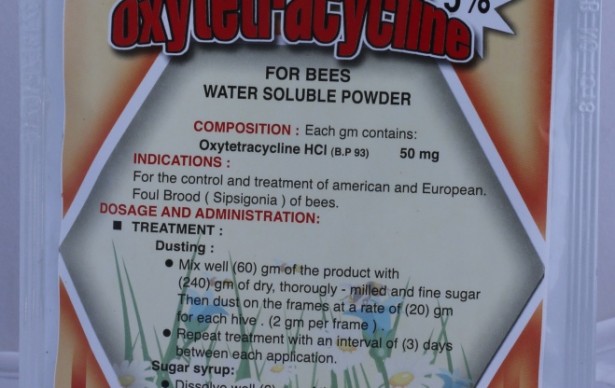 oxytetracycline 5%
FOR BEES
WATER SOLUBLE POWDER
COMPOSITION : Each gm contains:
Oxytetracycline HCl (B.P 93) 50 mg
INDICATIONS :
For the control and treatment of american and European.
Foul Brood ( Sipsigonia ) of bees.
DOSAGE AND ADMINISTRATION:
■ TREATMENT :
Dusting :
● Mix well (60) gm of the product with
(240) gm of dry, thorougly - milled and fine sugar
Then dust on the frames at a rate of (20) gm
for each hive . (2 gm per frame ) .
● Repeat treatment with an interval of (3) days
between each application.
Sugar syrup:
● Dissolve well